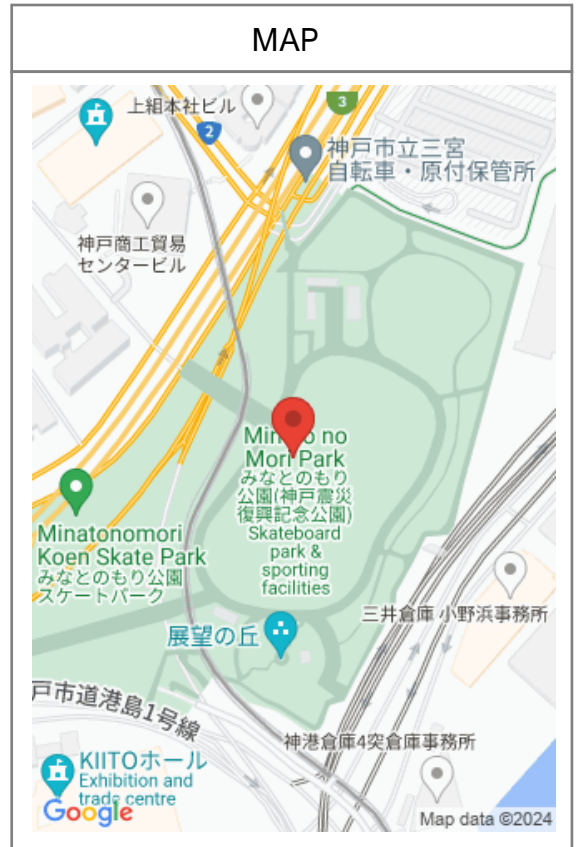 MAP
上組本社ビル
3
2
神戸市立三宮
自転車・原付保管所
神戸商工貿易
センタービル
Mori Park
みなとのもり
公園(神戸震災
復興記念公園)
Skateboard
park &
sporting
facilities
Minatonomori
Koen Skate Park
みなとのもり公園
スケートパーク
三井倉庫 小野浜事務所
展望の丘
戸市道港島1号線
神港倉庫4突倉庫事務所
KIITOホール
Exhibition and
trade centre
Google
Map data ©2024